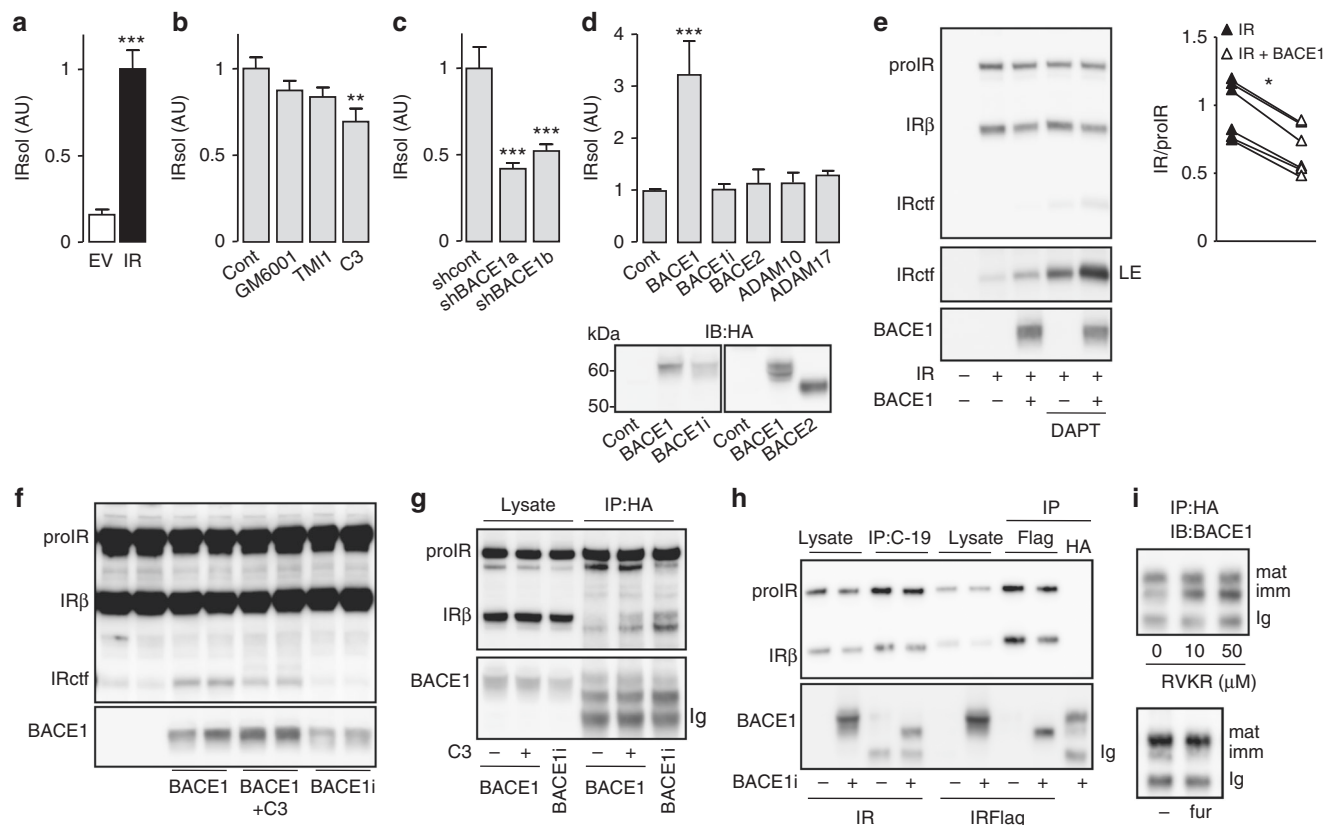 a
***
1
0.5
0
IRsol (AU)
EV IR
b
**
1
0.5
0
IRsol (AU)
Cont
GM6001
TMI1
C3
c
***
***
1
0.5
0
IRsol (AU)
shcont
shBACE1a
shBACE1b
d
***
4
3
2
1
0
IRsol (AU)
Cont
BACE1
BACE1i
BACE2
ADAM10
ADAM17
kDa IB:HA
60
50
Cont
BACE1
BACE1i
Cont
BACE1
BACE2
e
proIR
IRβ
IRctf
IRctf LE
BACE1
IR – + + + +
BACE1 – – + – +
DAPT
IR
IR + BACE1
*
1.5
1
0.5
0
IR/proIR
f
proIR
IRβ
IRctf
BACE1
BACE1 BACE1 +C3 BACE1i
g
Lysate IP:HA
proIR
IRβ
BACE1
Ig
C3 – + BACE1i – + BACE1i
BACE1 BACE1
h
IP
Lysate IP:C-19 Lysate Flag HA
proIR
IRβ
BACE1
Ig
BACE1i – + – + – + – + +
IR IRFlag
i
IP:HA
IB:BACE1
mat
imm
Ig
0 10 50
RVKR (μM)
mat
imm
Ig
– fur